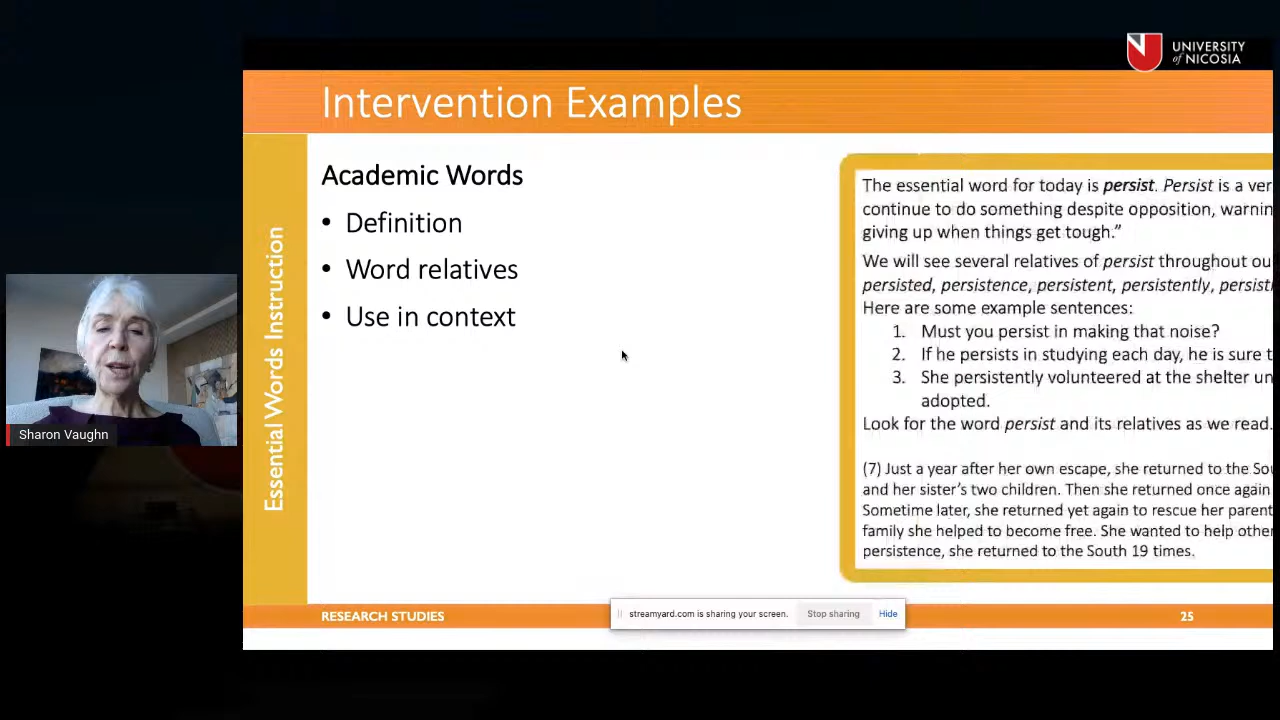 UNIVERSITY
of NICOSIA
Intervention Examples
Essential Words Instruction
Academic Words
• Definition
• Word relatives
• Use in context
The essential word for today is persist. Persist is a ver
continue to do something despite opposition, warnin
giving up when things get tough.”
We will see several relatives of persist throughout ou
persisted, persistence, persistent, persistently, persisti
Here are some example sentences:
1. Must you persist in making that noise?
2. If he persists in studying each day, he is sure t
3. She persistently volunteered at the shelter un
adopted.
Look for the word persist and its relatives as we read.
(7) Just a year after her own escape, she returned to the Sou
and her sister’s two children. Then she returned once again
Sometime later, she returned yet again to rescue her parent
family she helped to become free. She wanted to help other
persistence, she returned to the South 19 times.
Sharon Vaughn
RESEARCH STUDIES
streamyard.com is sharing your screen.
Stop sharing
Hide
25